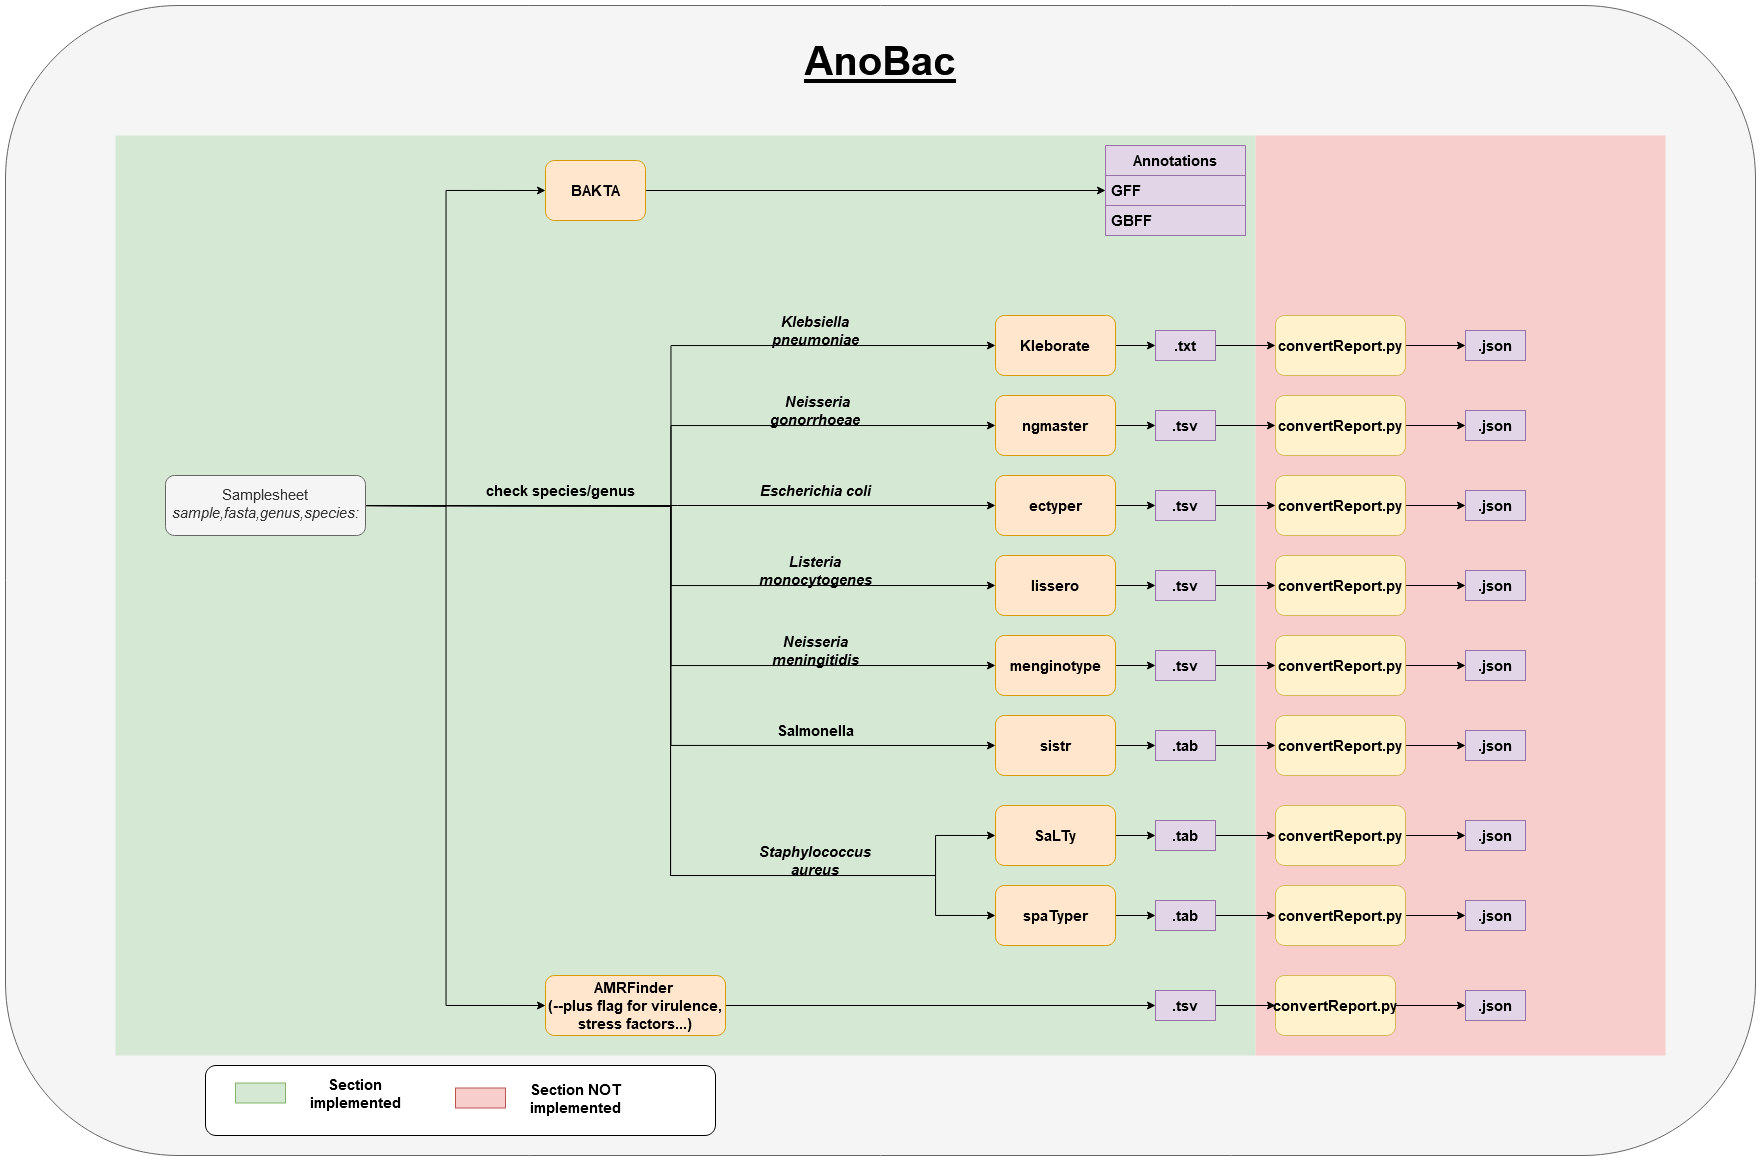 AnoBac
BAKTA
Annotations
GFF
GBFF
Klebsiella
pneumoniae
Kleborate
.txt
convertReport.py
.json
Neisseria
gonorrhoeae
ngmaster
.tsv
convertReport.py
.json
Samplesheet
sample,fasta,genus,species:
check species/genus
Escherichia coli
ectyper
.tsv
convertReport.py
.json
Listeria
monocytogenes
lissero
.tsv
convertReport.py
.json
Neisseria
meningitidis
menginotype
.tsv
convertReport.py
.json
Salmonella
sistr
.tab
convertReport.py
.json
Staphylococcus
aureus
SaLTy
.tab
convertReport.py
.json
spaTyper
.tab
convertReport.py
.json
AMRFinder
(--plus flag for virulence,
stress factors...)
.tsv
convertReport.py
.json
Section
implemented
Section NOT
implemented